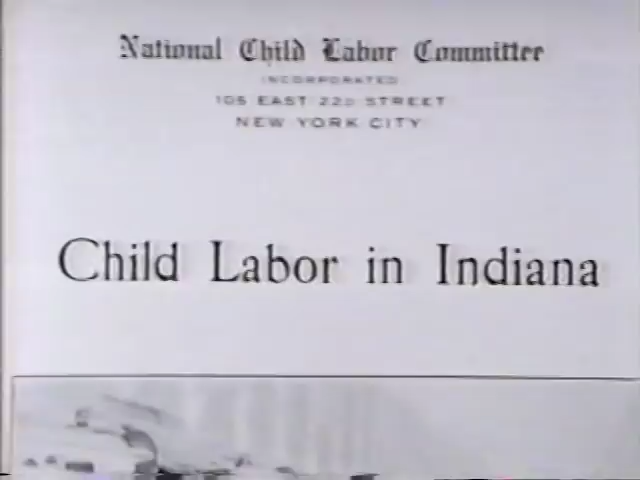 National Child Labor Committee
INCORPORATED
105 EAST 22D STREET
NEW YORK CITY
Child Labor in Indiana